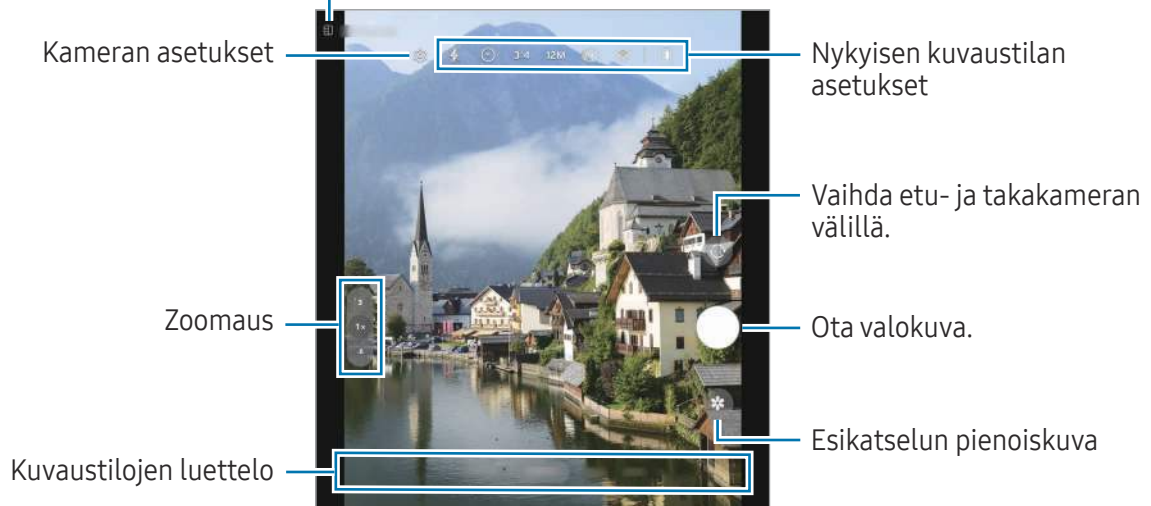 Kameran asetukset
3:4
12M
Nykyisen kuvaustilan
asetukset
Vaihda etu- ja takakameran
välillä.
3
1x
Zoomaus
Ota valokuva.
Esikatselun pienoiskuva
Kuvaustilojen luettelo